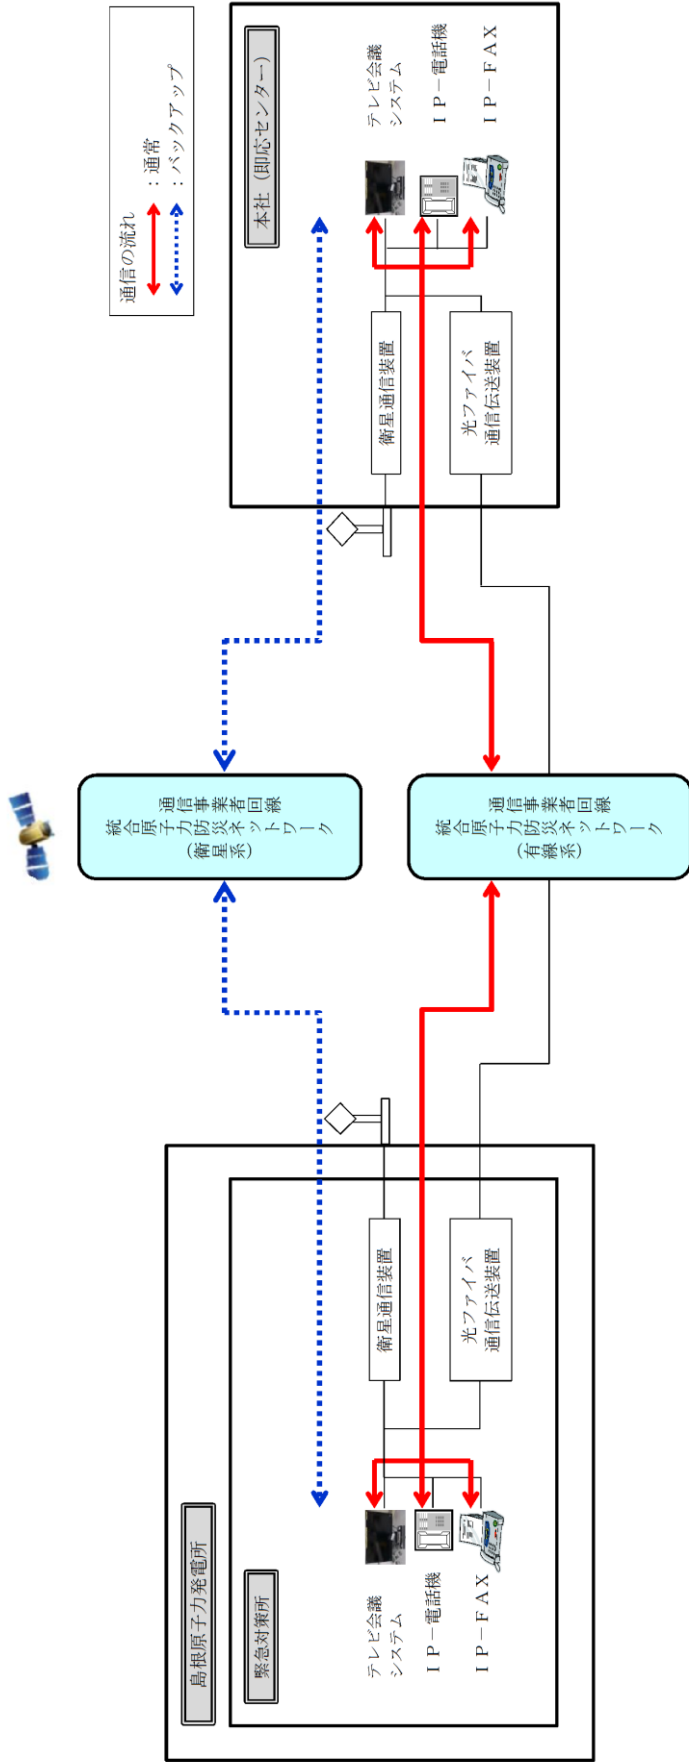 通信の流れ
：通常
：バックアップ
島根原子力発電所
緊急対策所
テレビ会議
システム
ＩＰ－電話機
ＩＰ－ＦＡＸ
衛星通信装置
光ファイバ
通信伝送装置
通信事業者回線
統合原子力防災ネットワーク
(衛星系)
通信事業者回線
統合原子力防災ネットワーク
(有線系)
本社（即応センター）
衛星通信装置
光ファイバ
通信伝送装置
テレビ会議
システム
ＩＰ－電話機
ＩＰ－ＦＡＸ